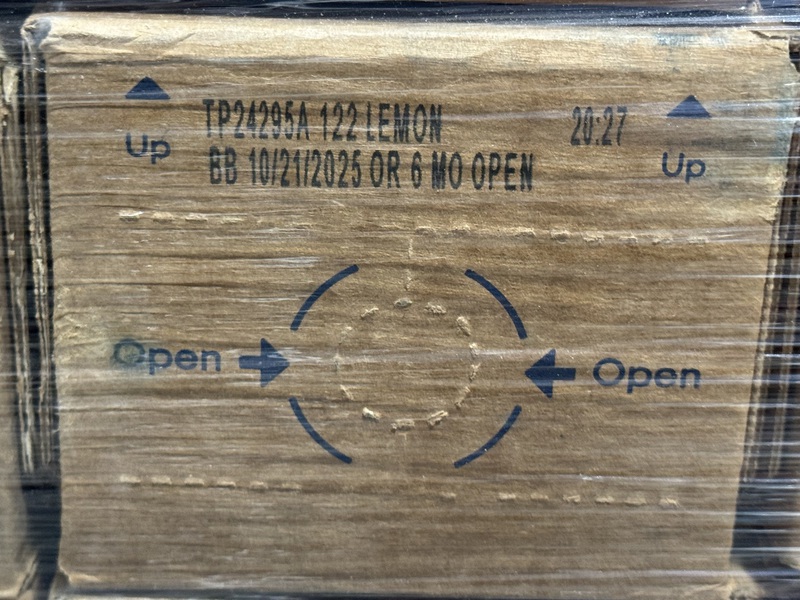 Up
TP24295A 122 LEMON 20:27
BB 10/21/2025 OR 6 MO OPEN
Up
Open
Open